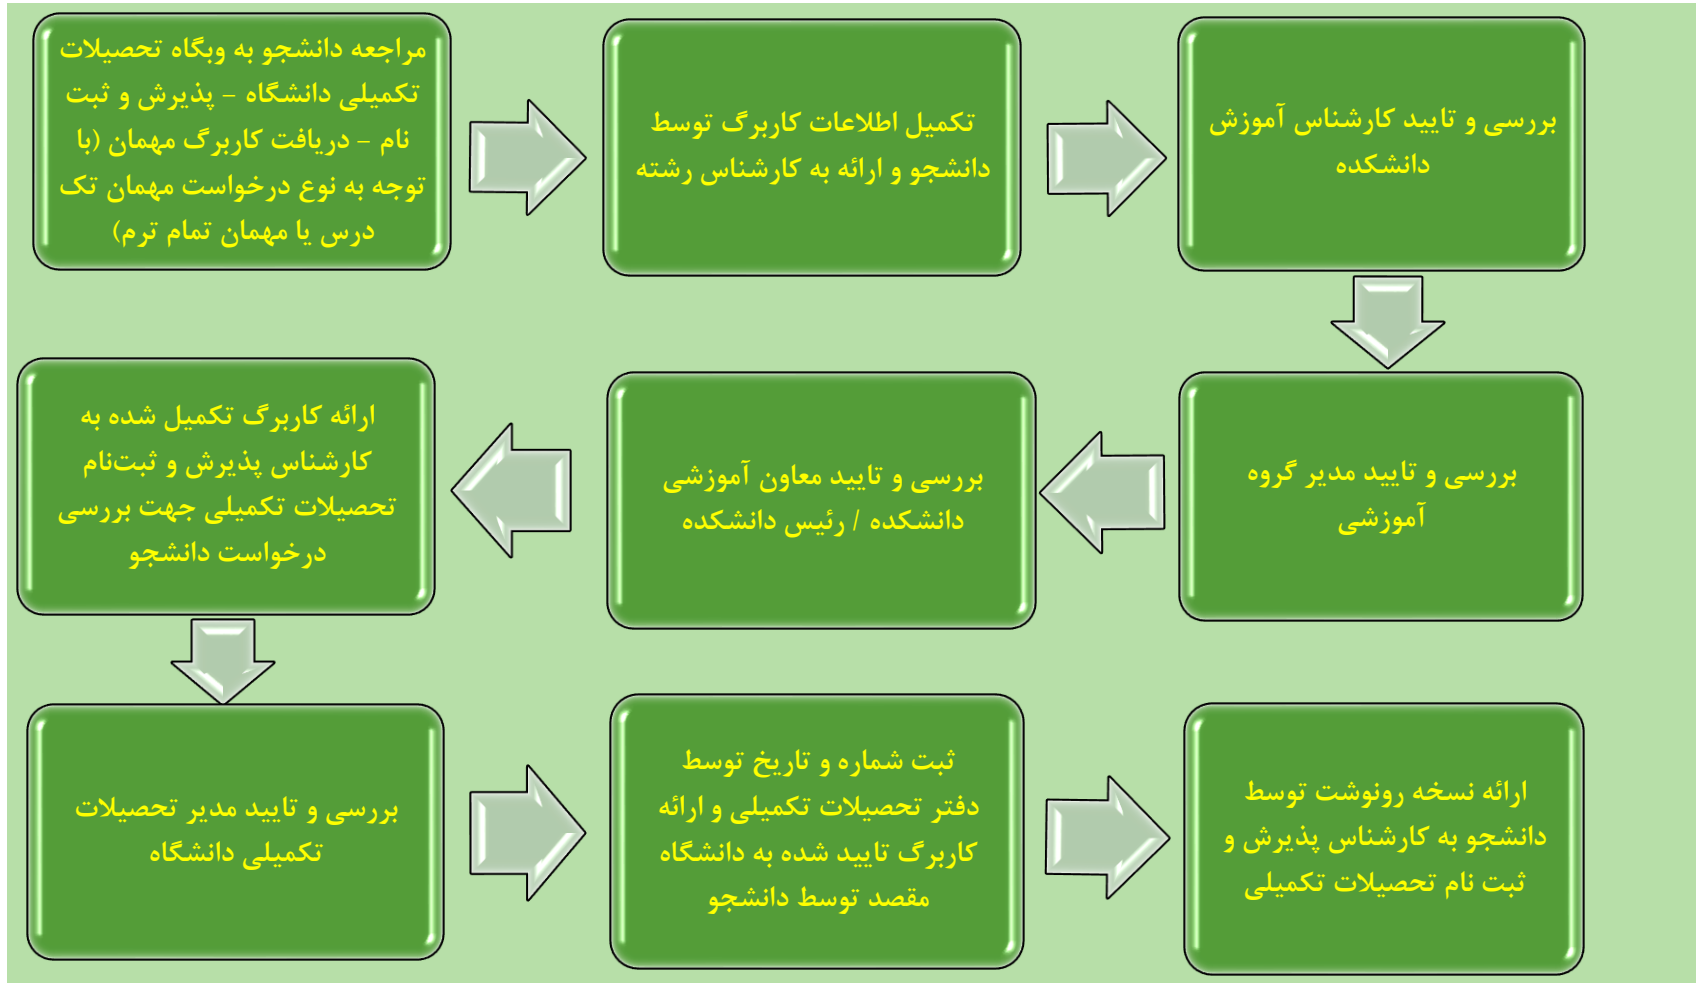 مراجعه دانشجو به وبگاه تحصیلات
تکمیلی دانشگاه - پذیرش و ثبت
نام - دریافت کاربرگ مهمان (با
توجه به نوع درخواست مهمان تک
درس یا مهمان تمام ترم)
تکمیل اطلاعات کاربرگ توسط
دانشجو و ارائه به کارشناس رشته
بررسی و تایید کارشناس آموزش
دانشکده
بررسی و تایید مدیر گروه
آموزشی
بررسی و تایید معاون آموزشی
دانشکده / رئیس دانشکده
ارائه کاربرگ تکمیل شده به
کارشناس پذیرش و ثبت‌نام
تحصیلات تکمیلی جهت بررسی
درخواست دانشجو
بررسی و تایید مدیر تحصیلات
تکمیلی دانشگاه
ثبت شماره و تاریخ توسط
دفتر تحصیلات تکمیلی و ارائه
کاربرگ تایید شده به دانشگاه
مقصد توسط دانشجو
ارائه نسخه رونوشت توسط
دانشجو به کارشناس پذیرش و
ثبت نام تحصیلات تکمیلی